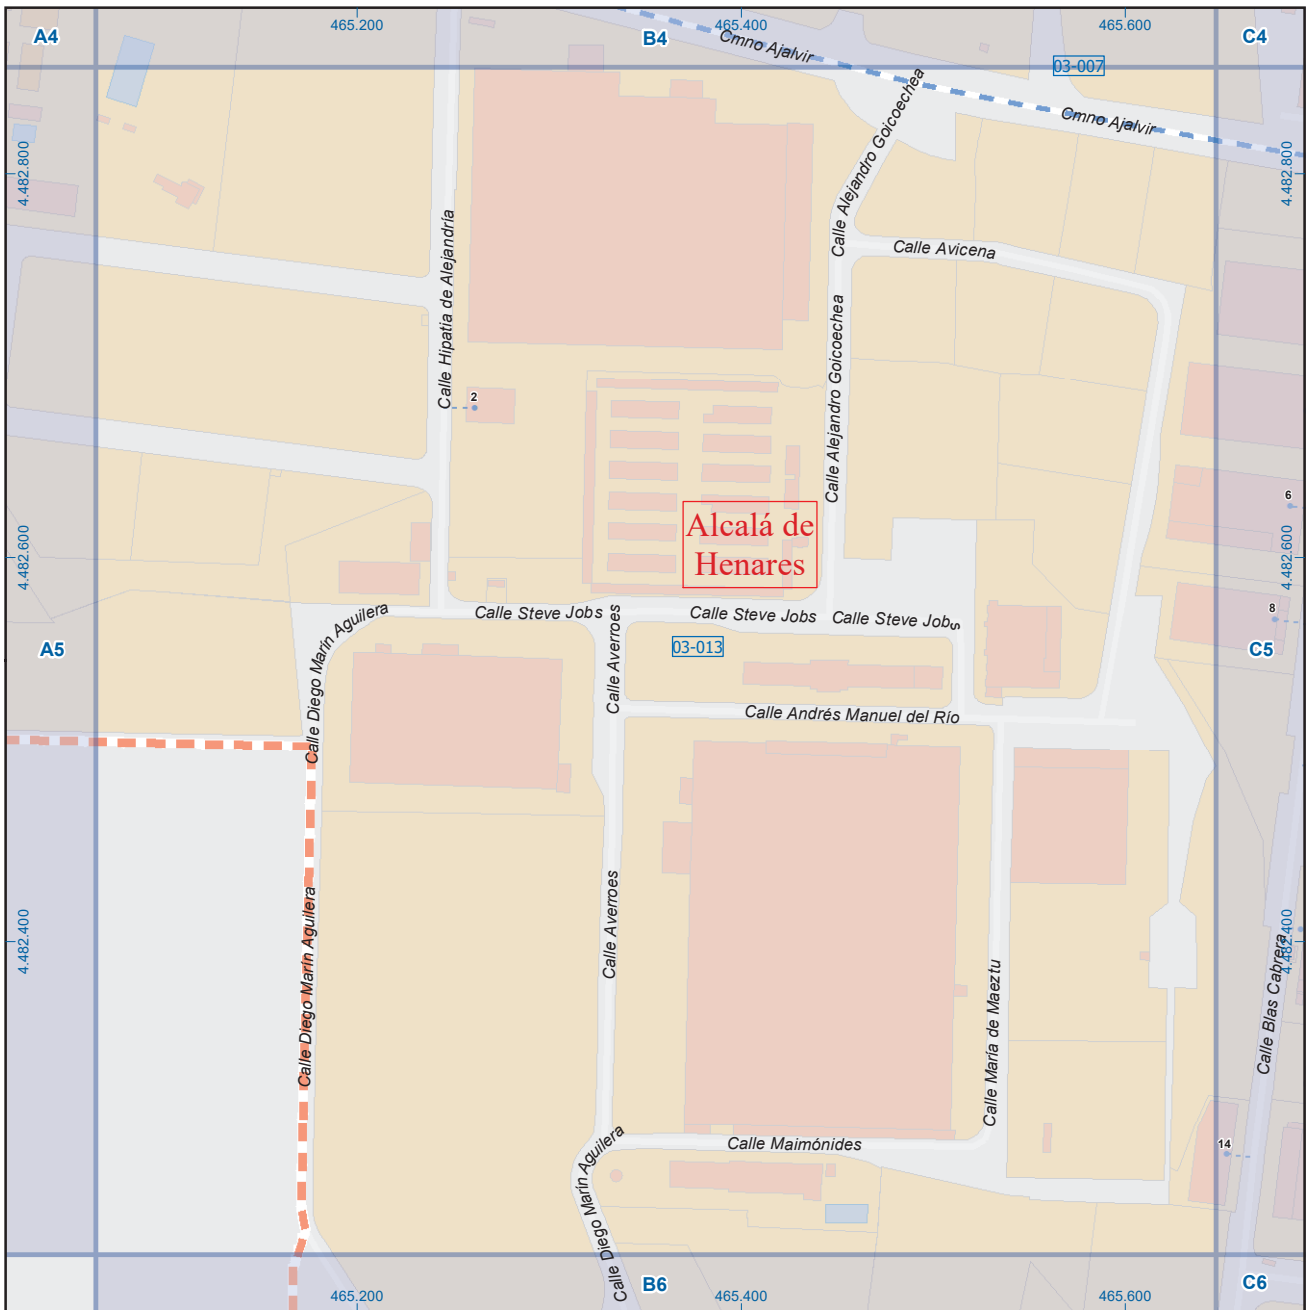 465.200
465.400
465.600
A4
B4
C4
Cmno Ajalvir
03-007
Cmno Ajalvir
4.482.800
4.482.800
Calle Alejandro Goicoechea
Calle Avicena
Calle Hipatia de Alejandría
Calle Alejandro Goicoechea
2
6
Alcalá de
Henares
4.482.600
4.482.600
8
Calle Diego Marín Aguilera
Calle Steve Jobs
Calle Averroes
Calle Steve Jobs
Calle Steve Jobs
03-013
A5
C5
Calle Andrés Manuel del Río
Calle Averroes
Calle Diego Marín Aguilera
4.482.400
4.482.400
Calle María de Maeztu
Calle Blas Cabrera
Calle Maimónides
14
Calle Diego Marín Aguilera
B6
C6
465.200
465.400
465.600